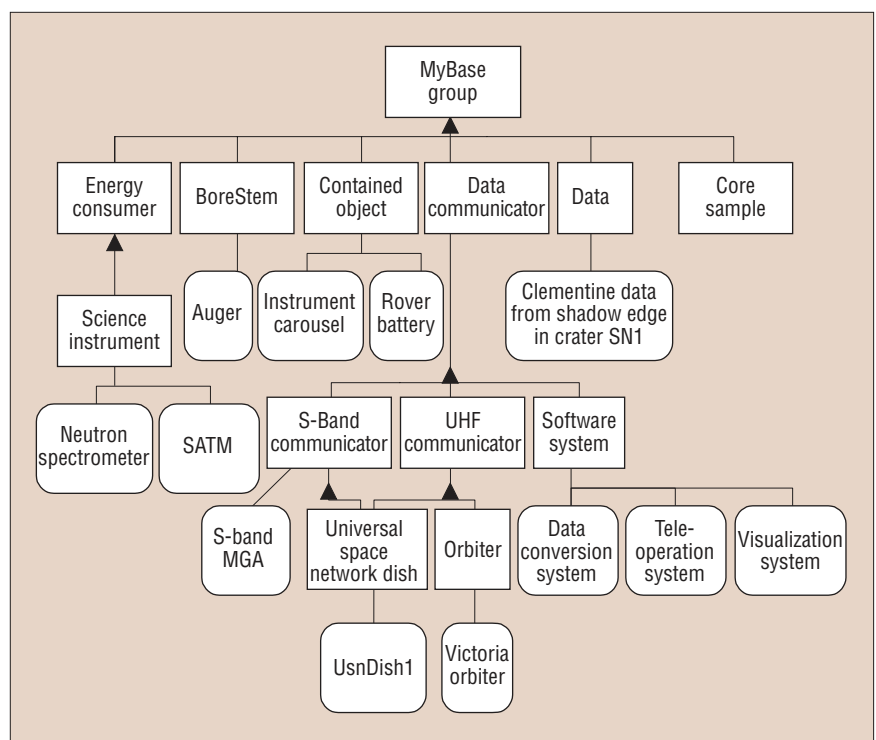 MyBase
group
Energy
consumer
BoreStem
Contained
object
Data
communicator
Data
Core
sample
Science
instrument
Auger
Instrument
carousel
Rover
battery
Clementine data
from shadow edge
in crater SN1
Neutron
spectrometer
SATM
S-Band
communicator
UHF
communicator
Software
system
S-band
MGA
Universal
space
network dish
Orbiter
Data
conversion
system
Tele-
operation
system
Visualization
system
UsnDish1
Victoria
orbiter